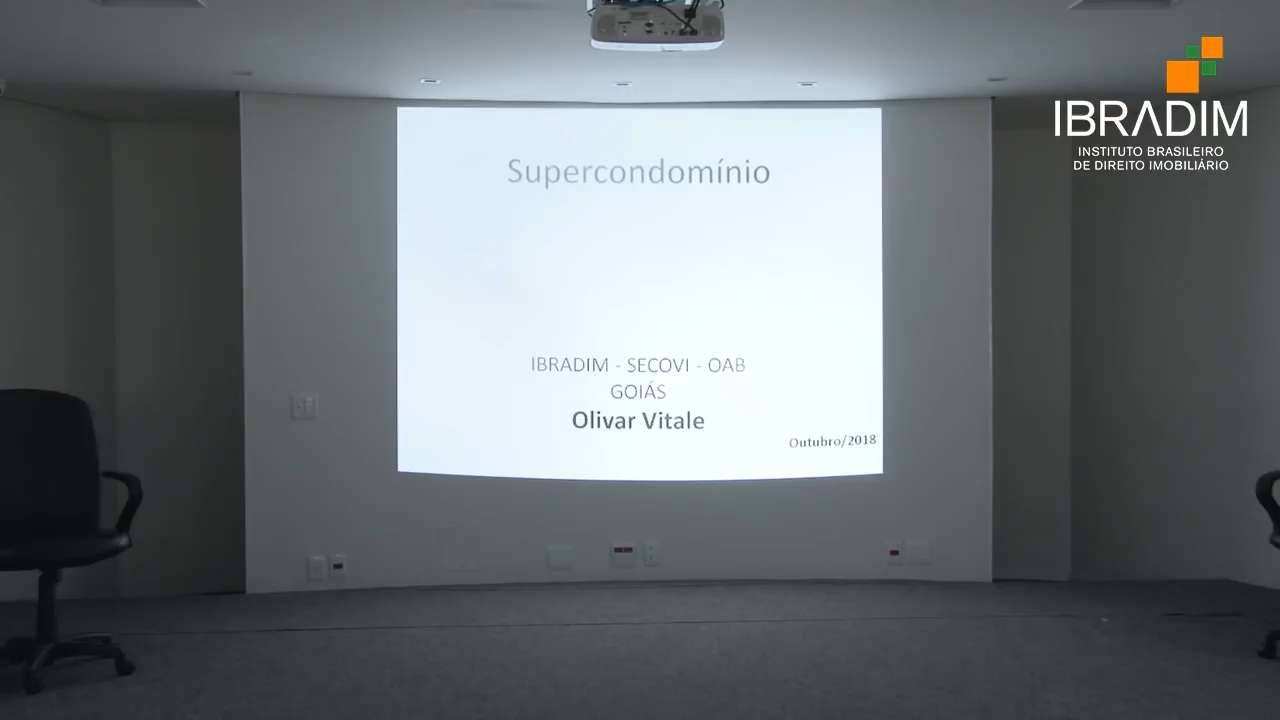 Supercondomínio
IBRADIM - SECOVI - OAB
GOIÁS
Olivar Vitale
Outubro/2018
IBRADIM
INSTITUTO BRASILEIRO
DE DIREITO IMOBILIÁRIO